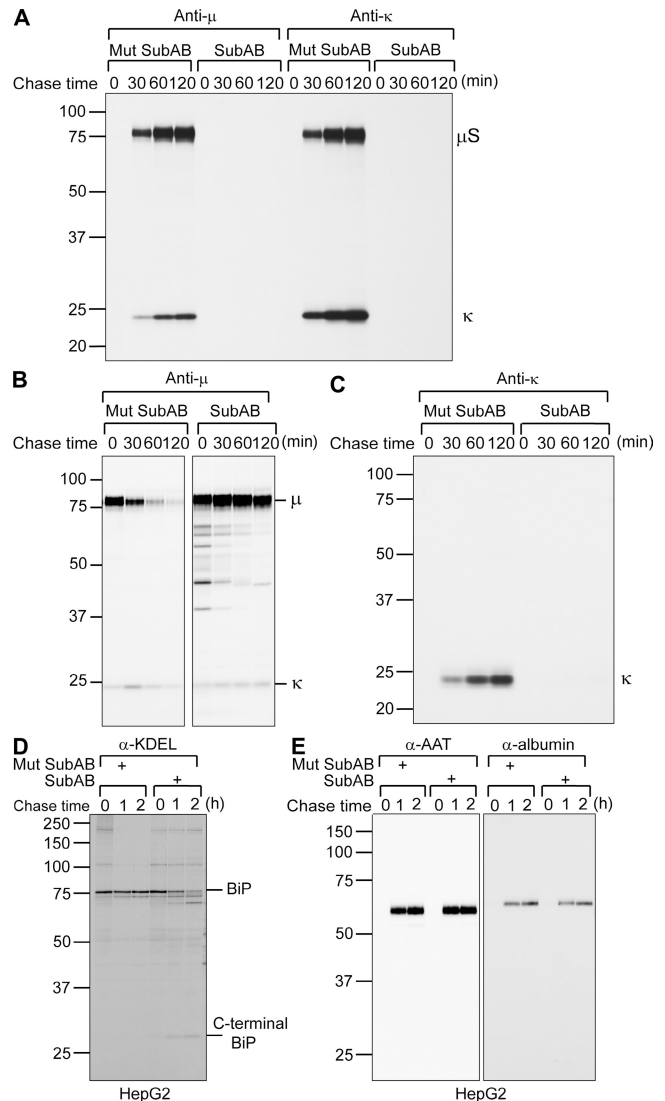 A
Anti-μ Anti-κ
Mut SubAB SubAB Mut SubAB SubAB
Chase time 0 30 60 120 0 30 60 120 0 30 60 120 0 30 60 120 (min)
100
75 μS
50
37
25 κ
20
B Anti-μ
Mut SubAB SubAB
Chase time 0 30 60 120 0 30 60 120 (min)
100
75 μ
50
37
25 κ
C Anti-κ
Mut SubAB SubAB
Chase time 0 30 60 120 0 30 60 120 (min)
100
75
50
37
25 κ
20
D α-KDEL
Mut SubAB +
SubAB +
Chase time 0 1 2 0 1 2 (h)
250
150
100
75 BiP
50
37
C-terminal
BiP
25
HepG2
E α-AAT α-albumin
Mut SubAB + +
SubAB + +
Chase time 0 1 2 0 1 2 0 1 2 0 1 2 (h)
150
100
75
50
37
25
HepG2